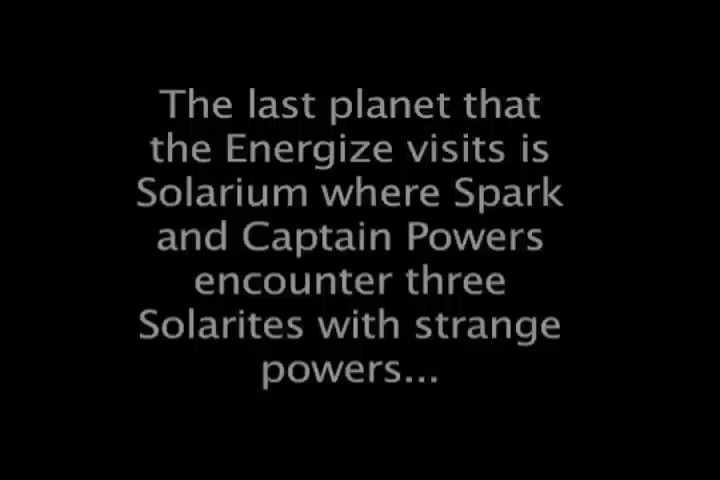 The last planet that
the Energize visits is
Solarium where Spark
and Captain Powers
encounter three
Solarites with strange
powers...